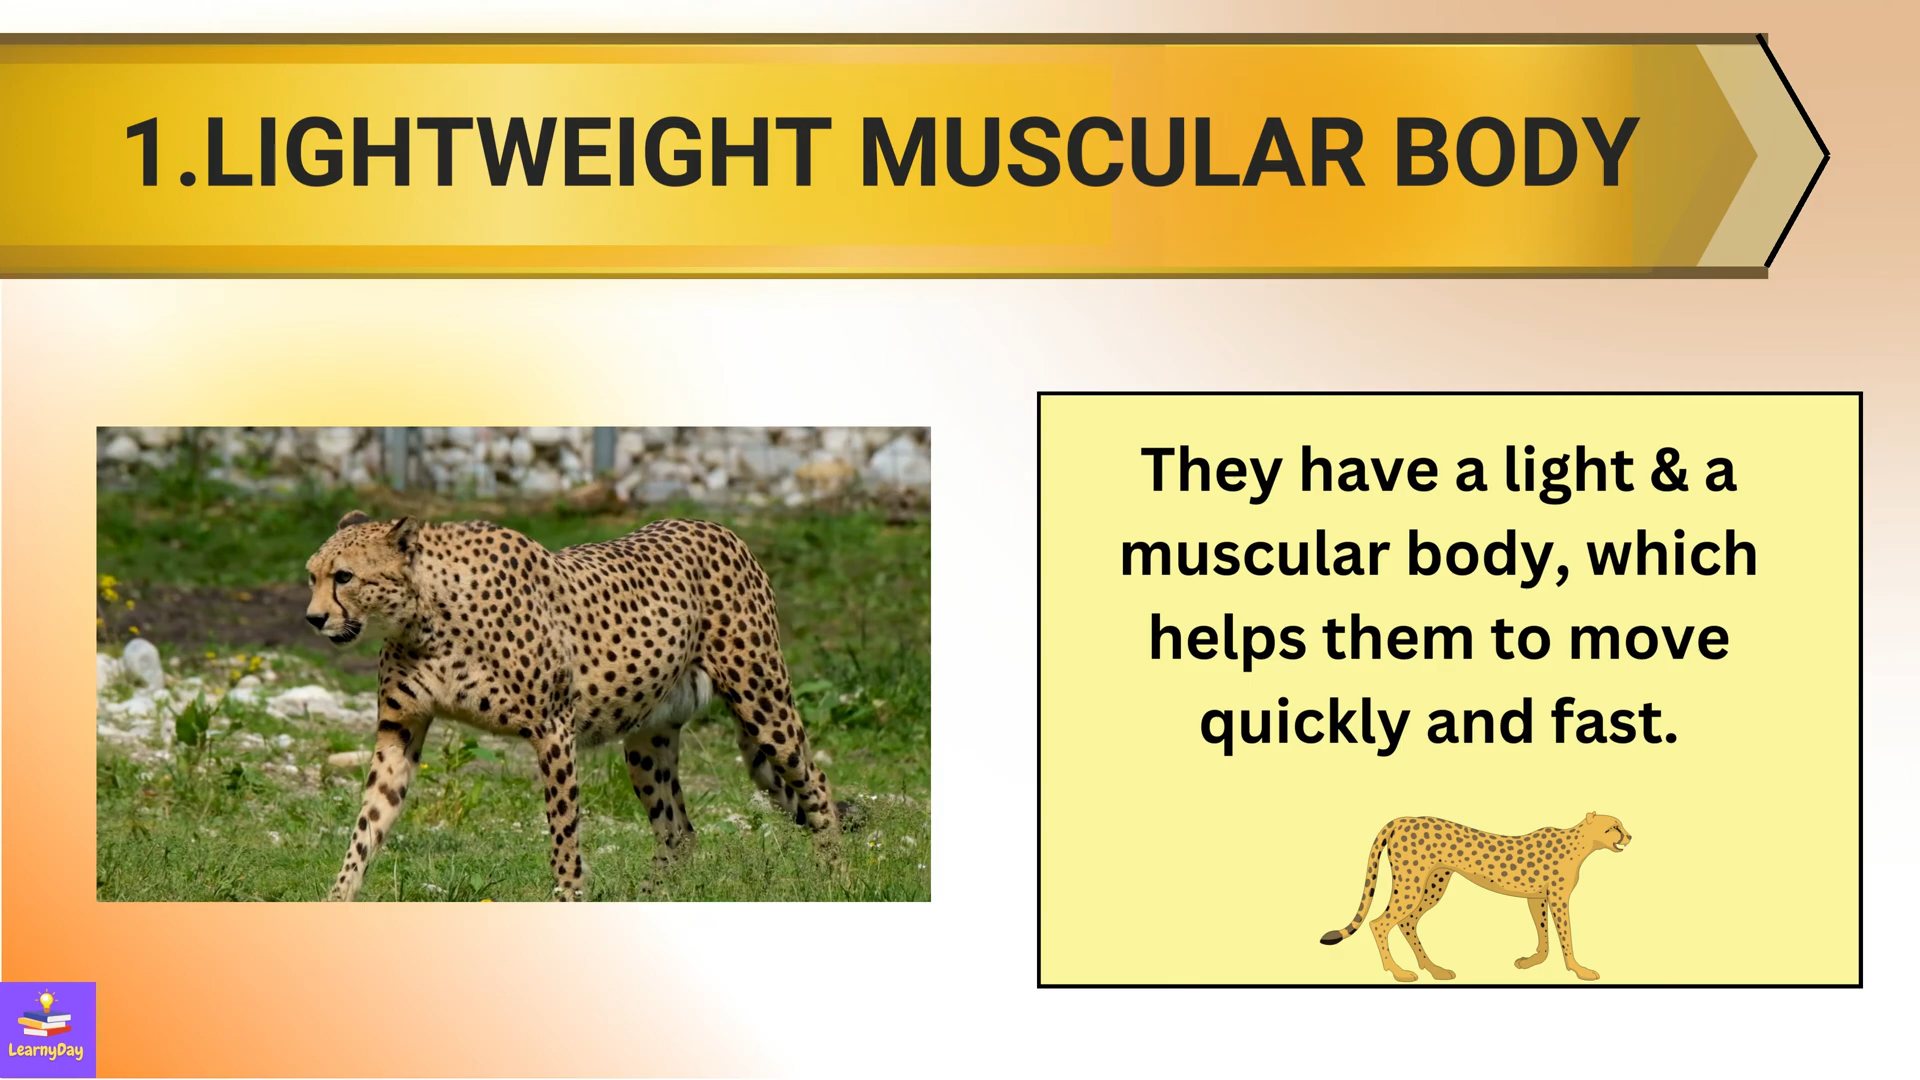 1.LIGHTWEIGHT MUSCULAR BODY
They have a light & a
muscular body, which
helps them to move
quickly and fast.
LearnyDay